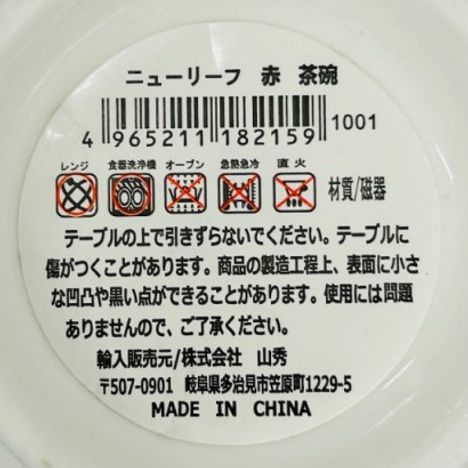 ニューリーフ　赤　茶碗
4 965211 182159 1001
レンジ 食器洗浄機 オーブン 急熱急冷 直火 材質/磁器
テーブルの上で引きずらないでください。テーブルに
傷がつくことがあります。商品の製造工程上、表面に小さ
な凹凸や黒い点ができることがあります。使用には問題
ありませんので、ご了承ください。
輸入販売元/株式会社　山秀
〒507-0901　岐阜県多治見市笠原町1229-5
MADE IN CHINA